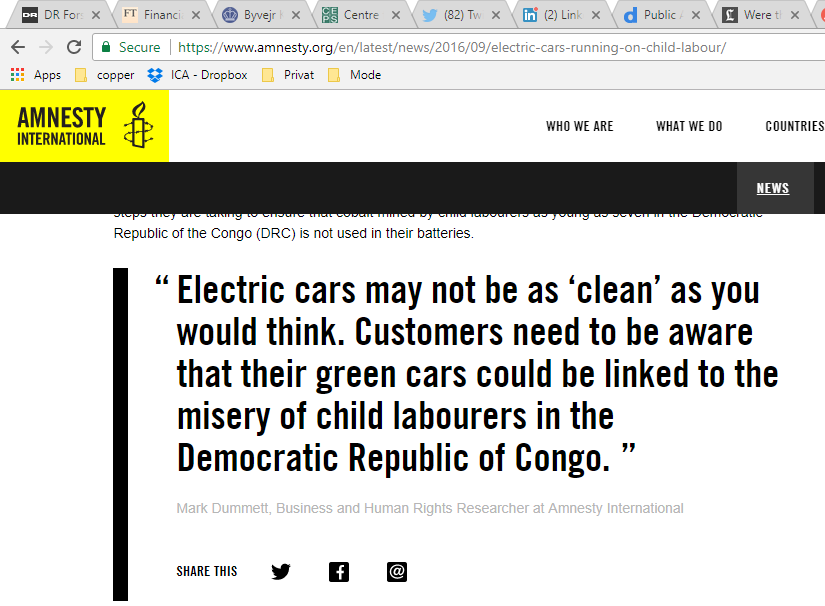 DR For
Financi
Byvejr
Centre
(82) Tw
(2) Link
Public
Were t
Secure https://www.amnesty.org/en/latest/news/2016/09/electric-cars-running-on-child-labour/
Apps copper ICA - Dropbox Privat Mode
AMNESTY
INTERNATIONAL
WHO WE ARE WHAT WE DO COUNTRIES
NEWS
steps they are taking to ensure that cobalt mined by child labourers as young as seven in the Democratic
Republic of the Congo (DRC) is not used in their batteries.
“ Electric cars may not be as ‘clean’ as you
would think. Customers need to be aware
that their green cars could be linked to the
misery of child labourers in the
Democratic Republic of Congo. ”
Mark Dummett, Business and Human Rights Researcher at Amnesty International
SHARE THIS